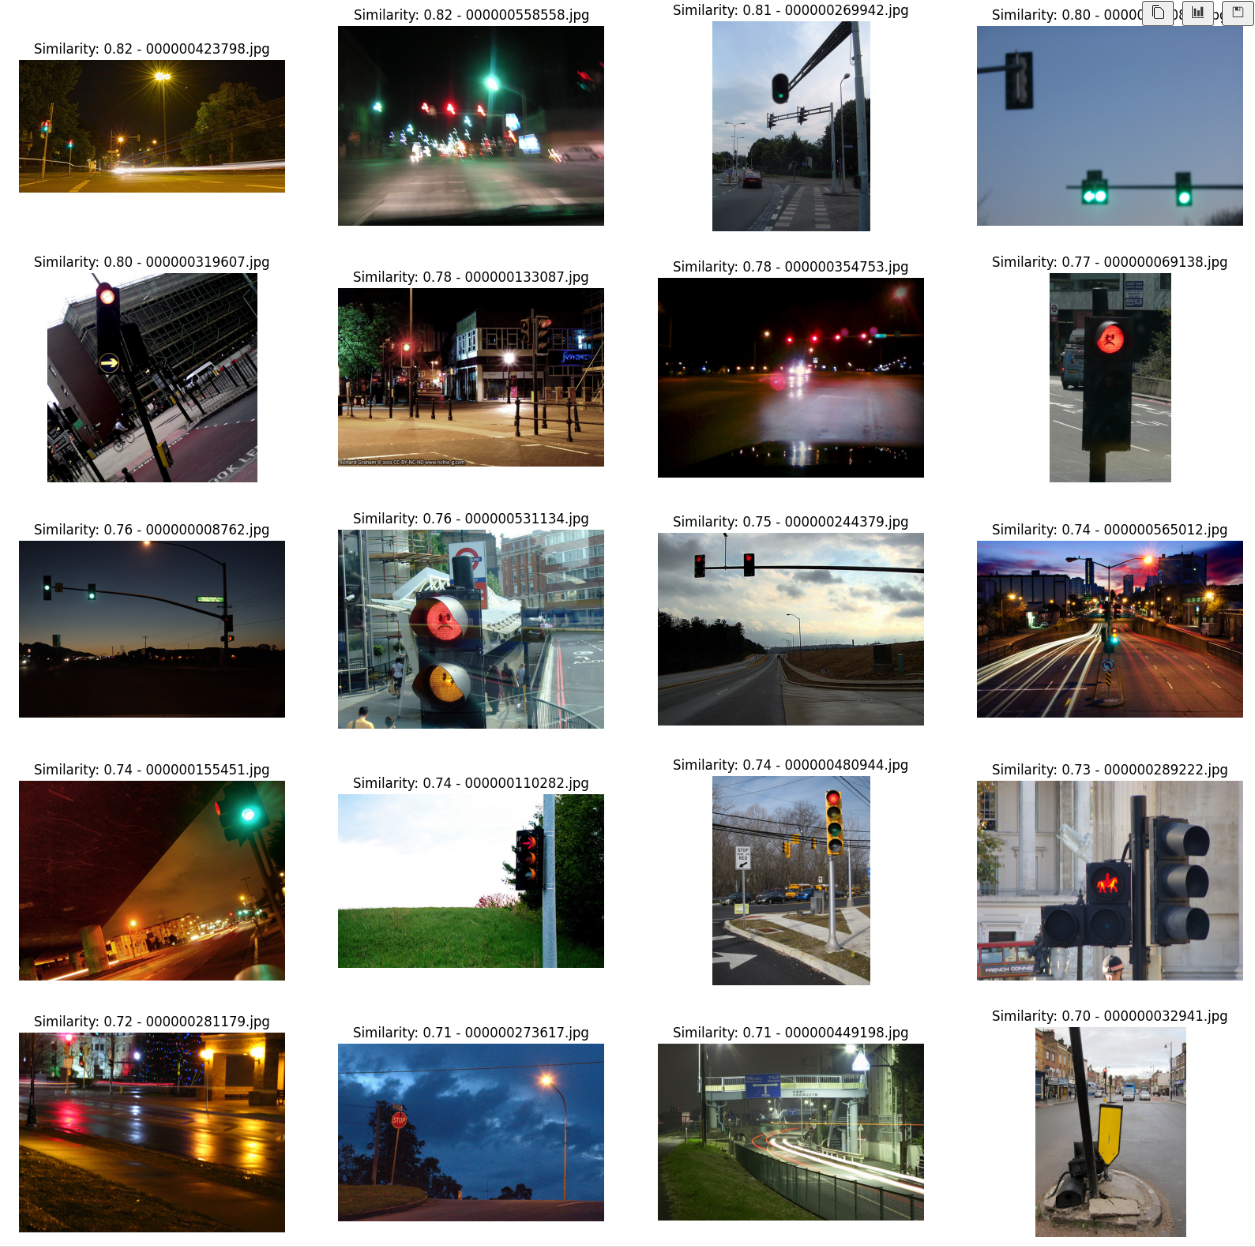 Similarity: 0.82 - 000000423798.jpg
Similarity: 0.82 - 000000558558.jpg
Similarity: 0.81 - 000000269942.jpg
Similarity: 0.80
Similarity: 0.80 - 000000319607.jpg
Similarity: 0.78 - 000000133087.jpg
Similarity: 0.78 - 000000354753.jpg
Similarity: 0.77 - 000000069138.jpg
Similarity: 0.76 - 000000008762.jpg
Similarity: 0.76 - 000000531134.jpg
Similarity: 0.75 - 000000244379.jpg
Similarity: 0.74 - 000000565012.jpg
Similarity: 0.74 - 000000155451.jpg
Similarity: 0.74 - 000000110282.jpg
Similarity: 0.74 - 000000480944.jpg
STOP
Similarity: 0.73 - 000000289222.jpg
FRENCH CONNE
Similarity: 0.72 - 000000281179.jpg
Similarity: 0.71 - 000000273617.jpg
STOP
Similarity: 0.71 - 000000449198.jpg
Similarity: 0.70 - 000000032941.jpg